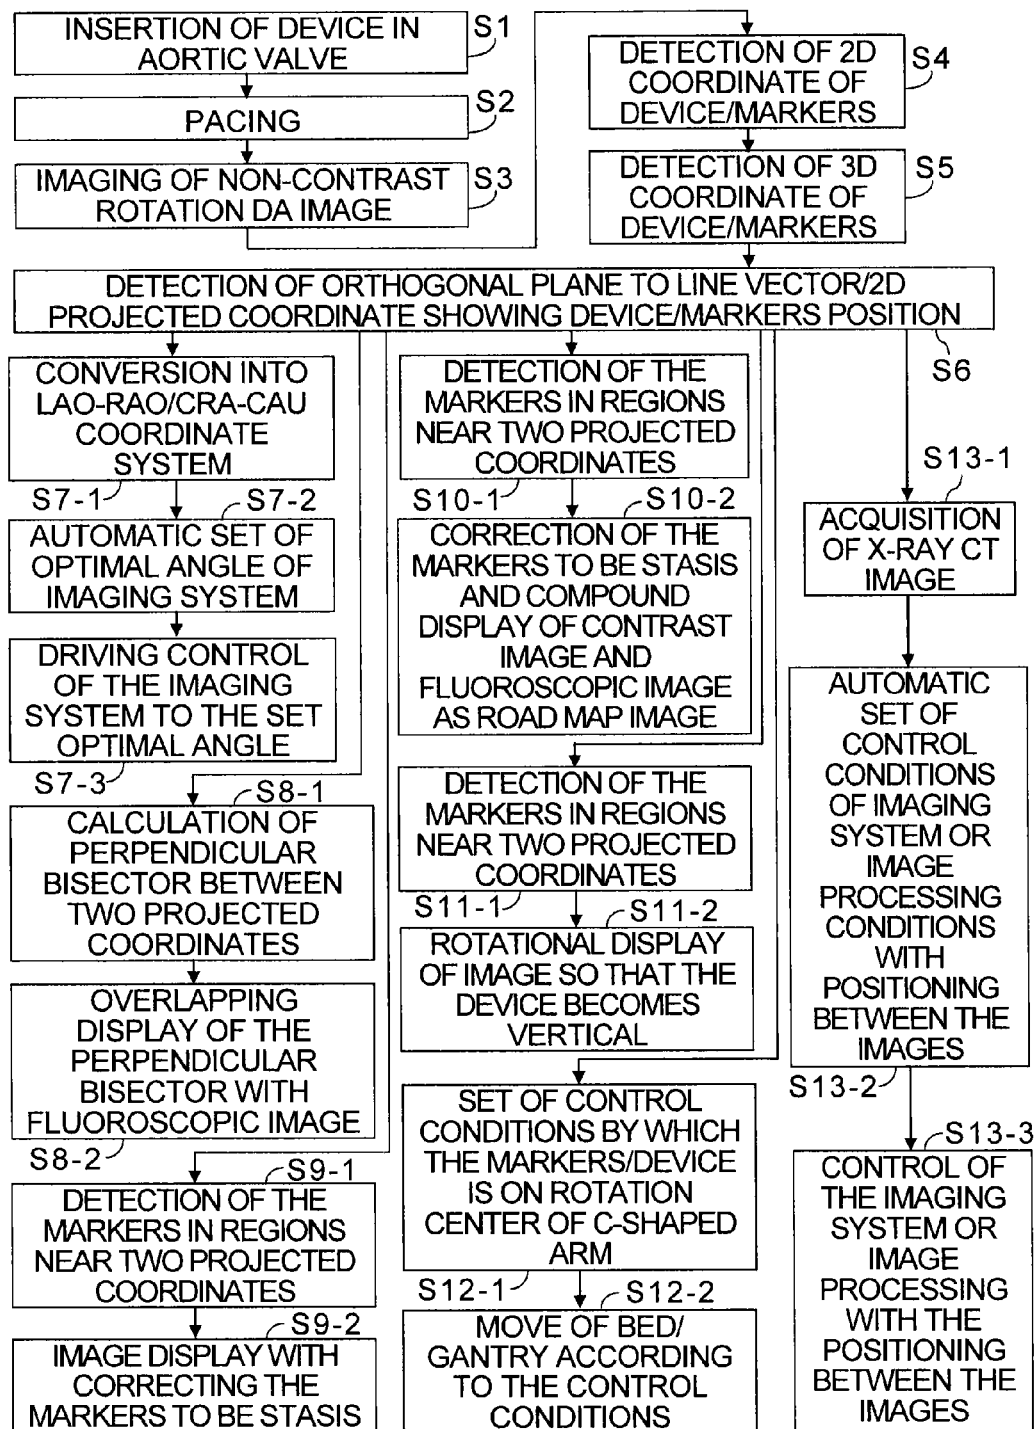 INSERTION OF DEVICE IN
AORTIC VALVE
S1
PACING
S2
IMAGING OF NON-CONTRAST
ROTATION DA IMAGE
S3
DETECTION OF 2D
COORDINATE OF
DEVICE/MARKERS
S4
DETECTION OF 3D
COORDINATE OF
DEVICE/MARKERS
S5
DETECTION OF ORTHOGONAL PLANE TO LINE VECTOR/2D
PROJECTED COORDINATE SHOWING DEVICE/MARKERS POSITION
S6
CONVERSION INTO
LAO-RAO/CRA-CAU
COORDINATE
SYSTEM
S7-1
S7-2
AUTOMATIC SET OF
OPTIMAL ANGLE OF
IMAGING SYSTEM
DRIVING CONTROL
OF THE IMAGING
SYSTEM TO THE SET
OPTIMAL ANGLE
S7-3
S8-1
CALCULATION OF
PERPENDICULAR
BISECTOR BETWEEN
TWO PROJECTED
COORDINATES
OVERLAPPING
DISPLAY OF THE
PERPENDICULAR
BISECTOR WITH
FLUOROSCOPIC IMAGE
S8-2
S9-1
DETECTION OF THE
MARKERS IN REGIONS
NEAR TWO PROJECTED
COORDINATES
S9-2
IMAGE DISPLAY WITH
CORRECTING THE
MARKERS TO BE STASIS
DETECTION OF THE
MARKERS IN REGIONS
NEAR TWO PROJECTED
COORDINATES
S10-1
S10-2
CORRECTION OF THE
MARKERS TO BE STASIS
AND COMPOUND
DISPLAY OF CONTRAST
IMAGE AND
FLUOROSCOPIC IMAGE
AS ROAD MAP IMAGE
DETECTION OF THE
MARKERS IN REGIONS
NEAR TWO PROJECTED
COORDINATES
S11-1
S11-2
ROTATIONAL DISPLAY
OF IMAGE SO THAT THE
DEVICE BECOMES
VERTICAL
SET OF CONTROL
CONDITIONS BY WHICH
THE MARKERS/DEVICE
IS ON ROTATION
CENTER OF C-SHAPED
ARM
S12-1
S12-2
MOVE OF BED/
GANTRY ACCORDING
TO THE CONTROL
CONDITIONS
S13-1
ACQUISITION
OF X-RAY CT
IMAGE
AUTOMATIC
SET OF
CONTROL
CONDITIONS
OF IMAGING
SYSTEM OR
IMAGE
PROCESSING
CONDITIONS
WITH
POSITIONING
BETWEEN THE
IMAGES
S13-2
S13-3
CONTROL OF
THE IMAGING
SYSTEM OR
IMAGE
PROCESSING
WITH THE
POSITIONING
BETWEEN THE
IMAGES